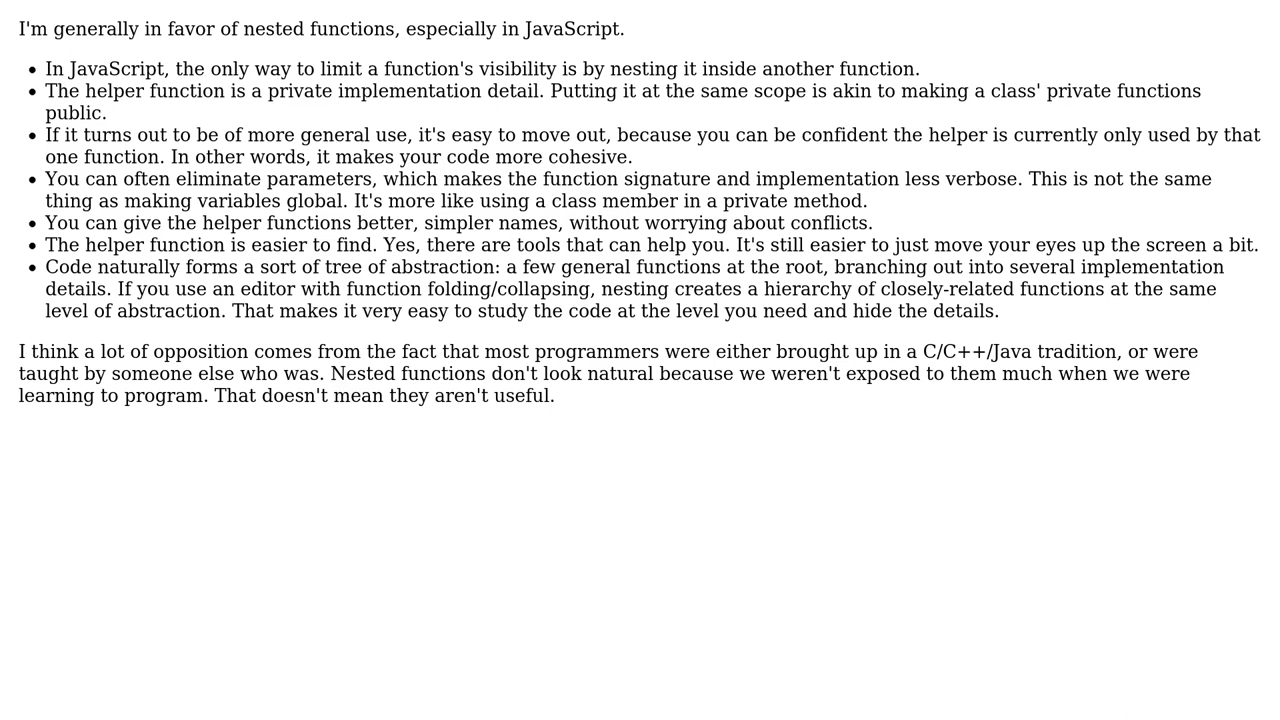 I'm generally in favor of nested functions, especially in JavaScript.
• In JavaScript, the only way to limit a function's visibility is by nesting it inside another function.
• The helper function is a private implementation detail. Putting it at the same scope is akin to making a class' private functions
public.
• If it turns out to be of more general use, it's easy to move out, because you can be confident the helper is currently only used by that
one function. In other words, it makes your code more cohesive.
• You can often eliminate parameters, which makes the function signature and implementation less verbose. This is not the same
thing as making variables global. It's more like using a class member in a private method.
• You can give the helper functions better, simpler names, without worrying about conflicts.
• The helper function is easier to find. Yes, there are tools that can help you. It's still easier to just move your eyes up the screen a bit.
• Code naturally forms a sort of tree of abstraction: a few general functions at the root, branching out into several implementation
details. If you use an editor with function folding/collapsing, nesting creates a hierarchy of closely-related functions at the same
level of abstraction. That makes it very easy to study the code at the level you need and hide the details.
I think a lot of opposition comes from the fact that most programmers were either brought up in a C/C++/Java tradition, or were
taught by someone else who was. Nested functions don't look natural because we weren't exposed to them much when we were
learning to program. That doesn't mean they aren't useful.